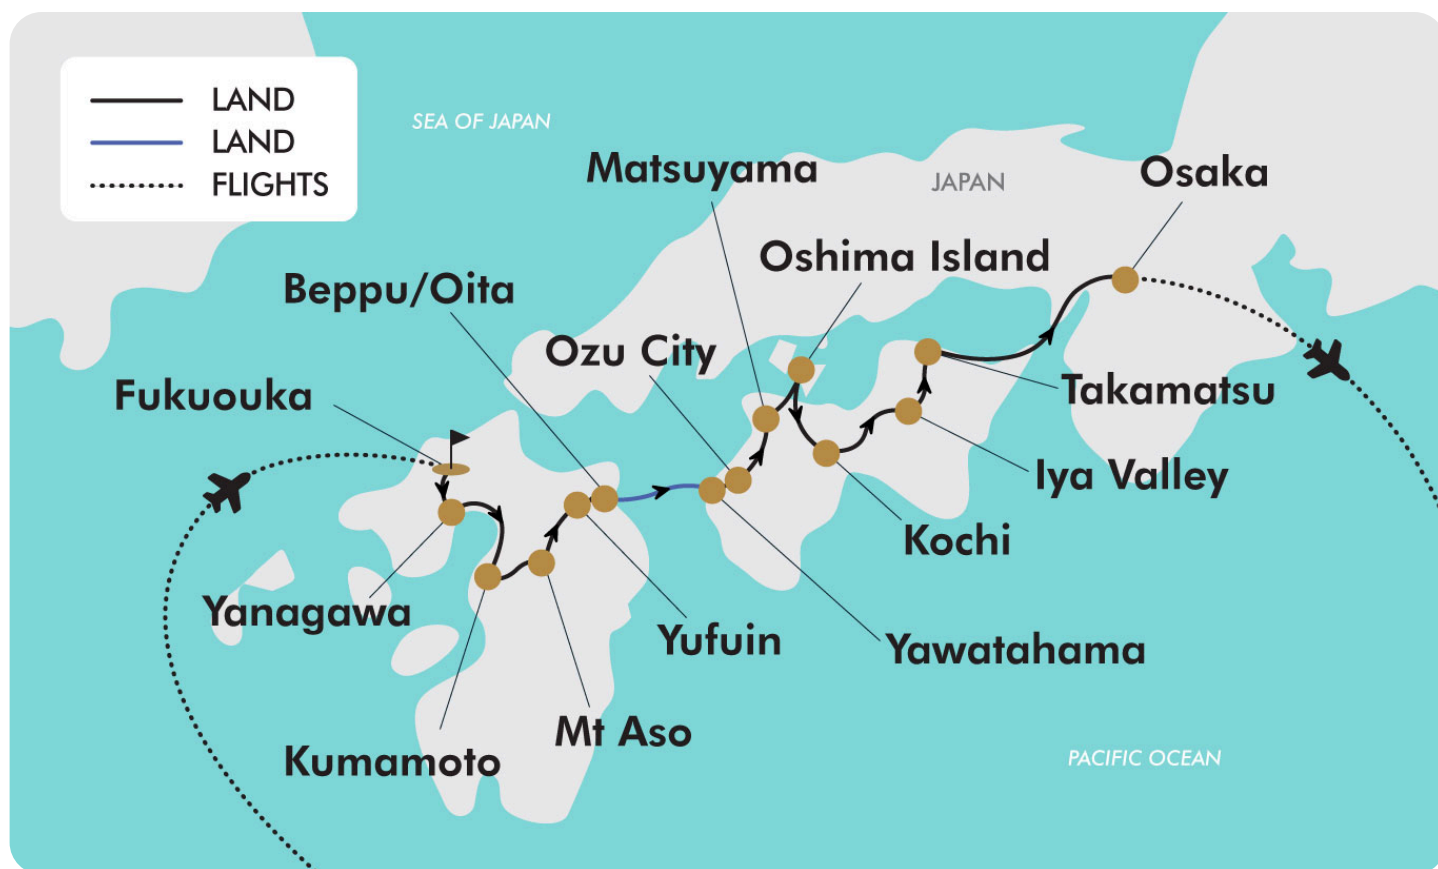 LAND
LAND
FLIGHTS
SEA OF JAPAN
Matsuyama
JAPAN
Osaka
Oshima Island
Beppu/Oita
Ozu City
Fukuouka
Takamatsu
Iya Valley
Kochi
Yanagawa
Yufuin
Yawatahama
Mt Aso
Kumamoto
PACIFIC OCEAN